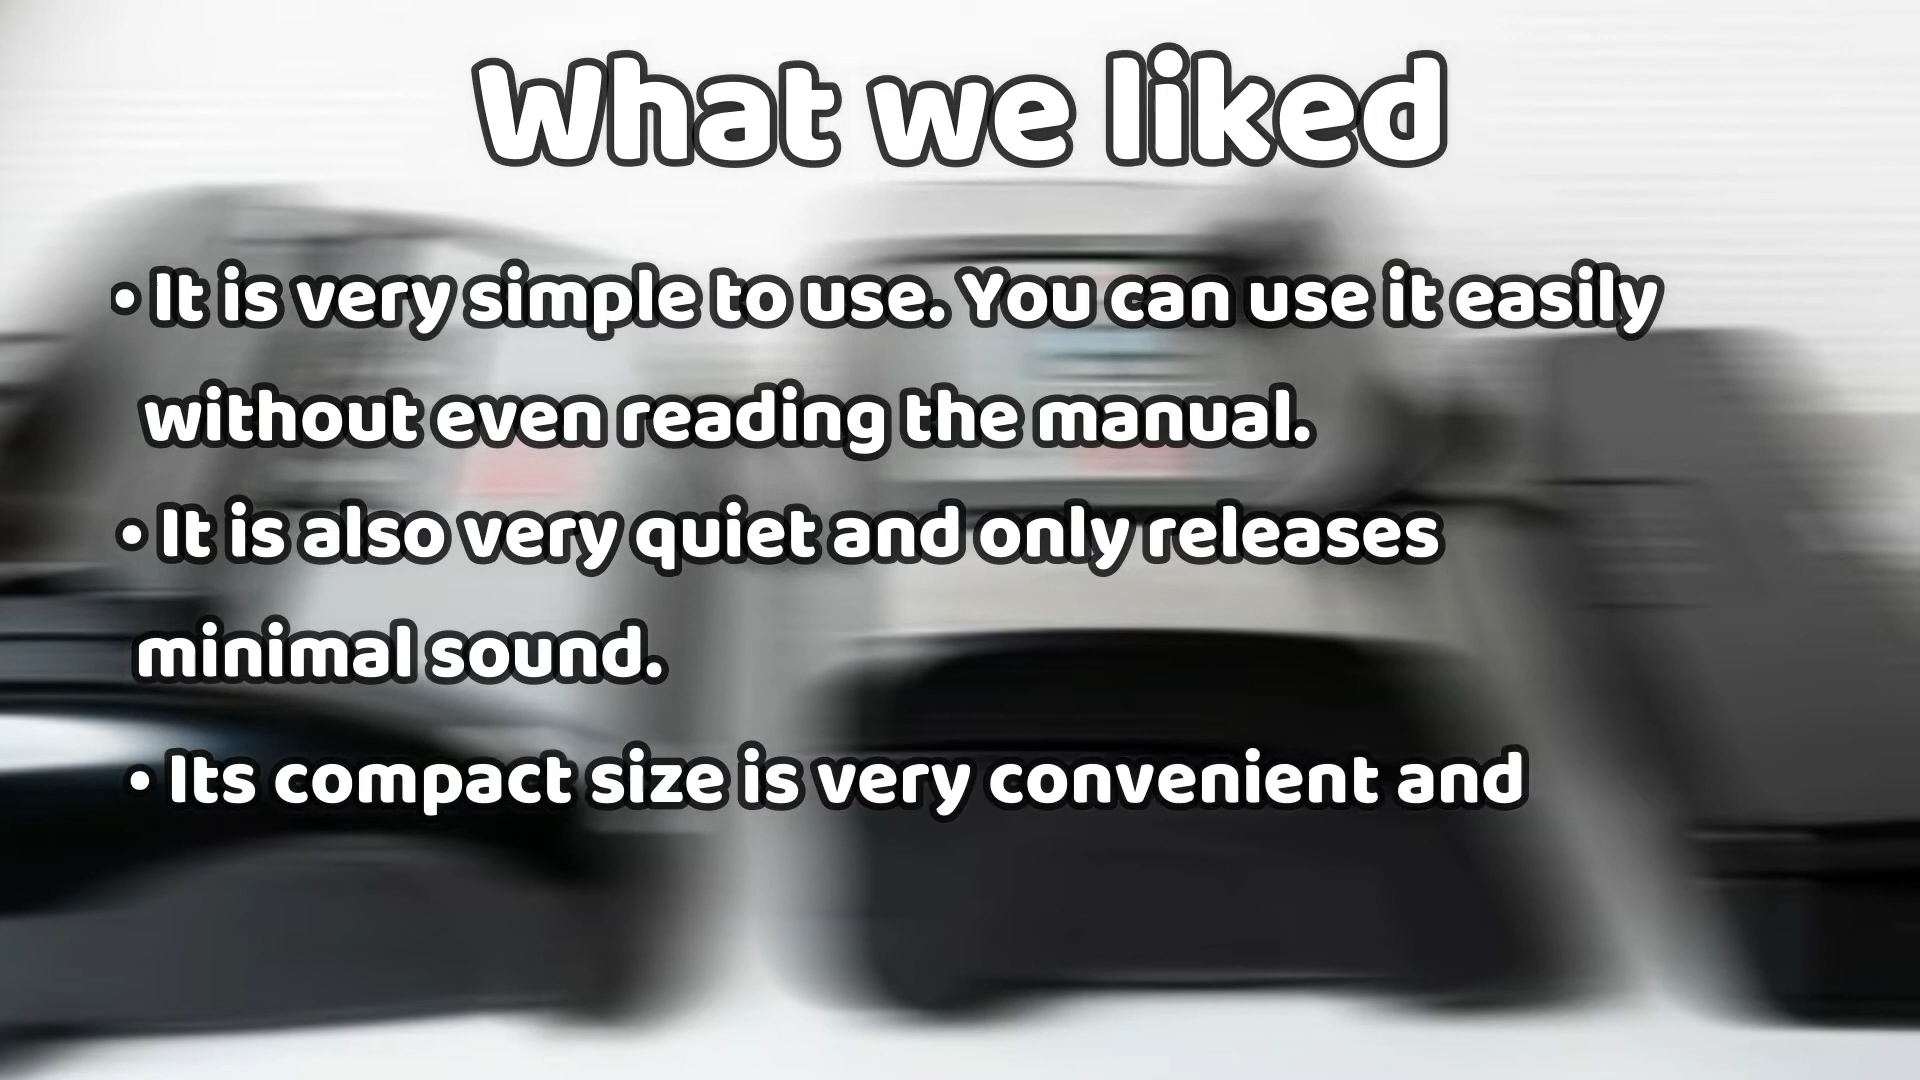 What we liked
• It is very simple to use. You can use it easily
without even reading the manual.
• It is also very quiet and only releases
minimal sound.
• Its compact size is very convenient and